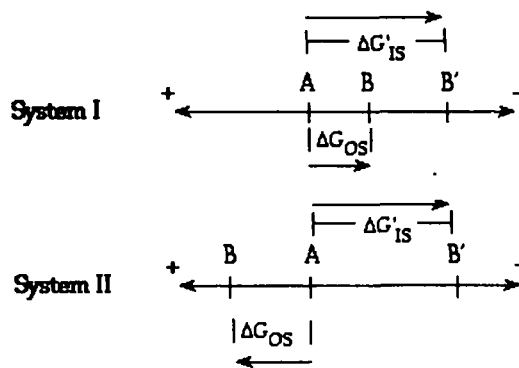 ΔG'IS
A B B'
System I + -
ΔGOS
ΔG'IS
B A B'
System II + -
ΔGOS